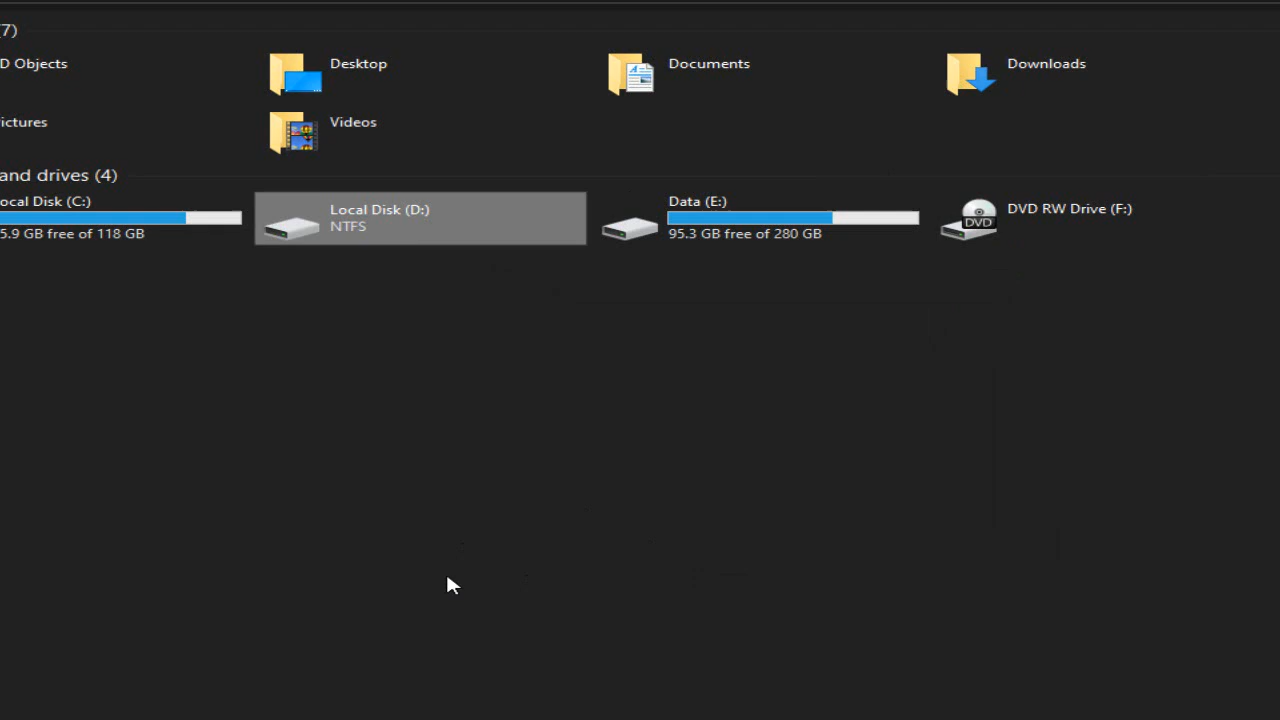 7)
D Objects
Desktop
Documents
Downloads
ictures
Videos
and drives (4)
ocal Disk (C:)
5.9 GB free of 118 GB
Local Disk (D:)
NTFS
Data (E:)
95.3 GB free of 280 GB
DVD
DVD RW Drive (F:)